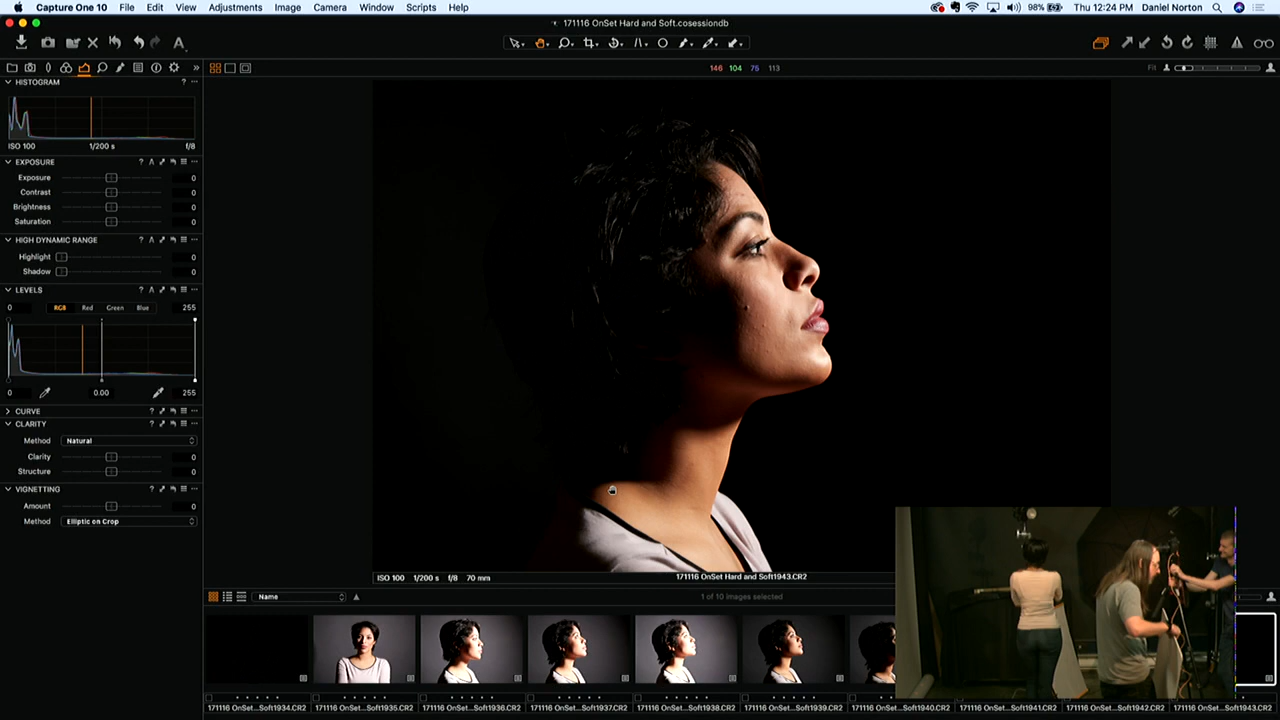 Capture One 10 File Edit View Adjustments Image Camera Window Scripts Help 98% Thu 12:24 PM Daniel Norton
171116 OnSet Hard and Soft.cosessiondb
146 104 75 113 Fit
HISTOGRAM ? ...
ISO 100 1/200 s f/8
EXPOSURE ? ...
Exposure 0
Contrast 0
Brightness 0
Saturation 0
HIGH DYNAMIC RANGE ? ...
Highlight 0
Shadow 0
LEVELS ? ...
0 RGB Red Green Blue 255
0 0.00 255
CURVE ? ...
CLARITY ? ...
Method Natural
Clarity 0
Structure 0
VIGNETTING ? ...
Amount 0
Method Elliptic on Crop
ISO 100 1/200 s f/8 70 mm 171116 OnSet Hard and Soft1943.CR2
Name 1 of 10 images selected
171116 OnSet...Soft1934.CR2 171116 OnSet...Soft1935.CR2 171116 OnSet...Soft1936.CR2 171116 OnSet...Soft1937.CR2 171116 OnSet...Soft1938.CR2 171116 OnSet...Soft1939.CR2 171116 OnSet...Soft1940.CR2 171116 OnSet...Soft1941.CR2 171116 OnSet...Soft1942.CR2 171116 OnSet...Soft1943.CR2